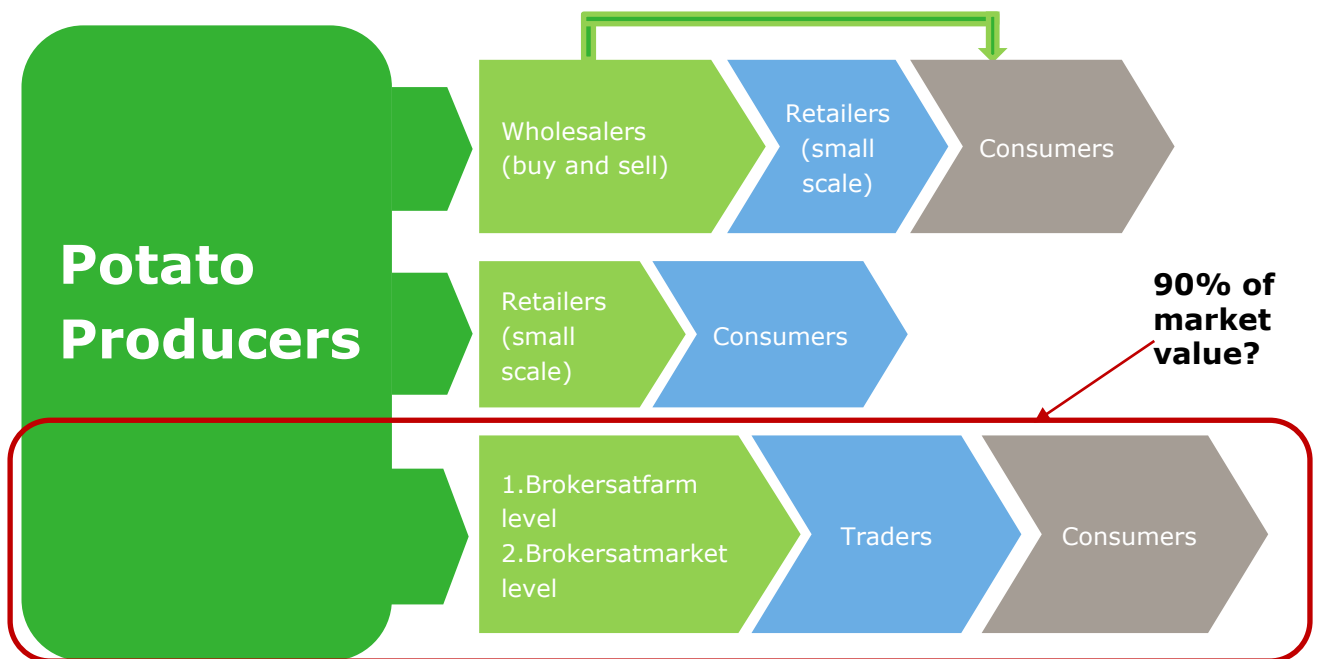 Potato
Producers
Wholesalers
(buy and sell)
Retailers
(small
scale)
Consumers
Retailers
(small
scale)
Consumers
90% of
market
value?
1.Brokersatfarm
level
2.Brokersatmarket
level
Traders
Consumers